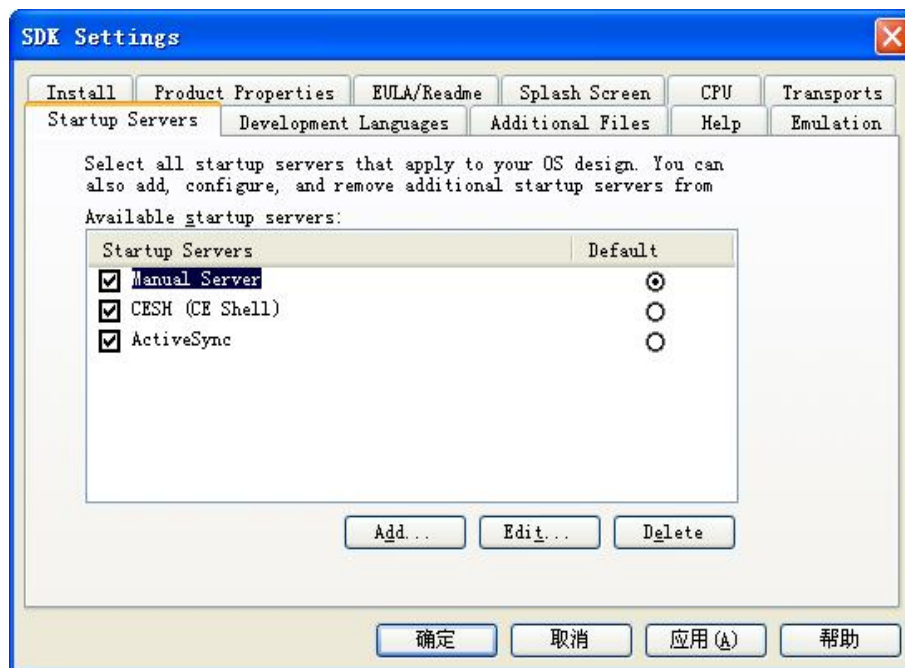 SDK Settings
Install Product Properties EULA/Readme Splash Screen CPU Transports
Startup Servers Development Languages Additional Files Help Emulation
Select all startup servers that apply to your OS design. You can
also add, configure, and remove additional startup servers from
Available startup servers:
Startup Servers Default
Manual Server
CESH (CE Shell)
ActiveSync
Add... Edit... Delete
确定 取消 应用(A) 帮助